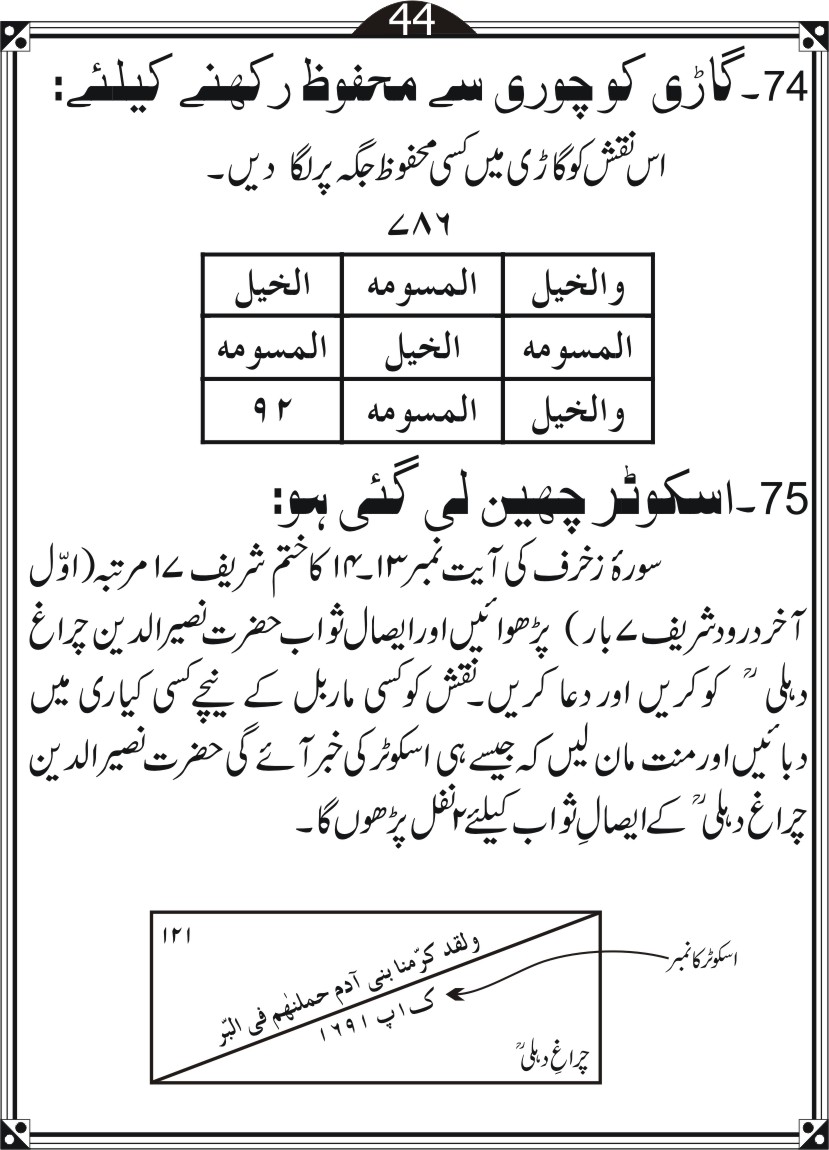 44
74۔گاڑی کو چوری سے محفوظ رکھنے کیلئے:
اس نقش کو گاڑی میں کسی محفوظ جگہ پر لگا دیں۔
۷۸۶
والخیل المسومه الخیل
المسومه الخیل المسومه
والخیل المسومه ۹۲
75۔اسکوٹر چھین لی گئی ہو:
سورۂ زخرف کی آیت نمبر ۱۳۔۱۴ کا ختم شریف ۱۷ مرتبہ (اوّل
آخر درود شریف ۷ بار) پڑھوائیں اور ایصال ثواب حضرت نصیر الدین چراغ
دہلی ؒ کو کریں اور دعا کریں۔ نقش کو کسی ماربل کے نیچے کسی کیاری میں
دبائیں اور منت مان لیں کہ جیسے ہی اسکوٹر کی خبر آئے گی حضرت نصیر الدین
چراغ دہلی ؒ کے ایصالِ ثواب کیلئے ۲ نفل پڑھوں گا۔
۱۲۱
ولقد کرّمنا بنی آدم حملنٰهم فی البرّ
ک ا پ ۱۶۹۱
اسکوٹر کا نمبر
چراغِ دہلی ؒ